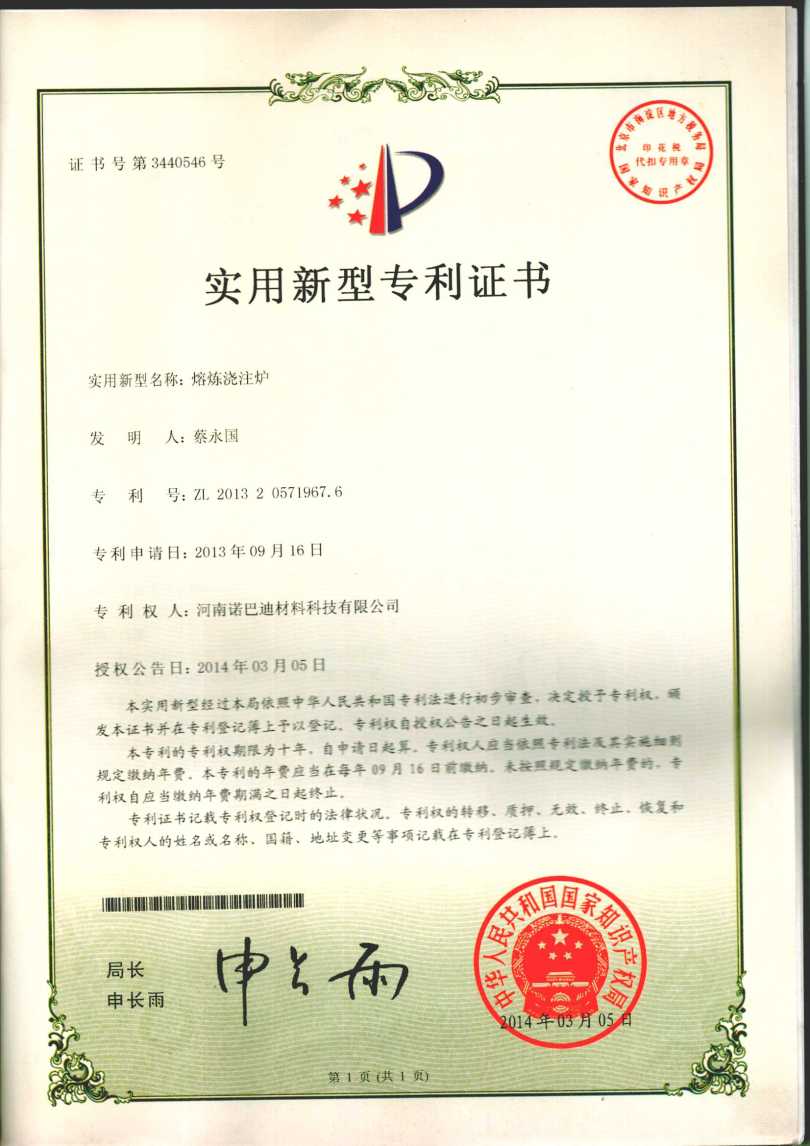 证书号第3440546号
北京市海淀区地方税务局
印花税
代扣专用章
国家知识产权局
实用新型专利证书
实用新型名称：熔炼浇注炉
发明人：蔡永国
专利号：ZL 2013 2 0571967.6
专利申请日：2013年09月16日
专利权人：河南诺巴迪材料科技有限公司
授权公告日：2014年03月05日
本实用新型经过本局依照中华人民共和国专利法进行初步审查，决定授予专利权，颁
发本证书并在专利登记簿上予以登记。专利权自授权公告之日起生效。
本专利的专利权期限为十年，自申请日起算。专利权人应当依照专利法及其实施细则
规定缴纳年费。本专利的年费应当在每年09月16日前缴纳。未按照规定缴纳年费的，专
利权自应当缴纳年费期满之日起终止。
专利证书记载专利权登记时的法律状况。专利权的转移、质押、无效、终止、恢复和
专利权人的姓名或名称、国籍、地址变更等事项记载在专利登记簿上。
局长
申长雨
申长雨
中华人民共和国国家知识产权局
2014年03月05日
第1页(共1页)